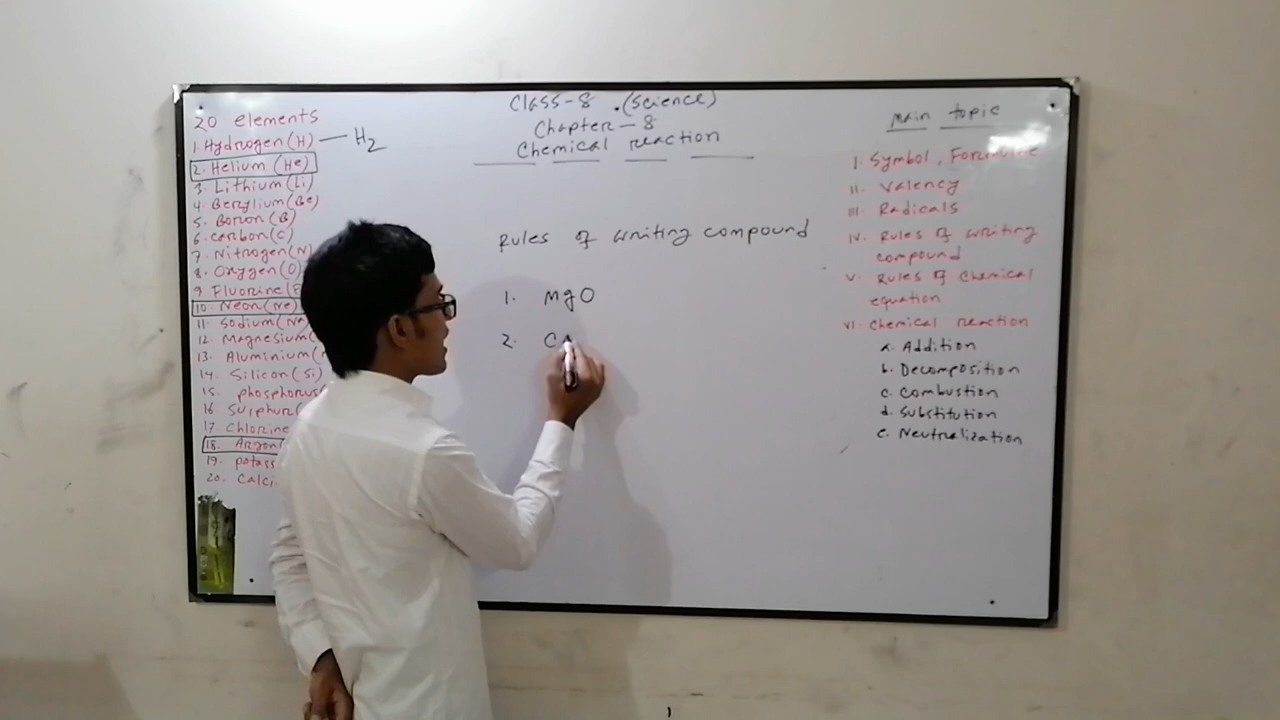 20 elements
1. Hydrogen (H) — H2
2. Helium (He)
3. Lithium (Li)
4. Berylium (Be)
5. Boron (B)
6. Carbon (C)
7. Nitrogen (N)
8. Oxygen (O)
9. Fluorine (F
10. Neon (Ne)
11. Sodium (Na
12. Magnesium (
13. Aluminium (
14. Silicon (Si)
15. phosphorus
16. Sulphur (
17. Chlorine
18. Argon (
19. potass
20. Calci
Class-8 . (Science)
Chapter - 8
Chemical reaction
Rules of writing compound
1. MgO
2.
Main topic
I. Symbol, Formulae
II. Valency
III. Radicals
IV. Rules of writing
compound
V. Rules of Chemical
equation
VI. Chemical reaction
a. Addition
b. Decomposition
c. Combustion
d. Substitution
e. Neutralization